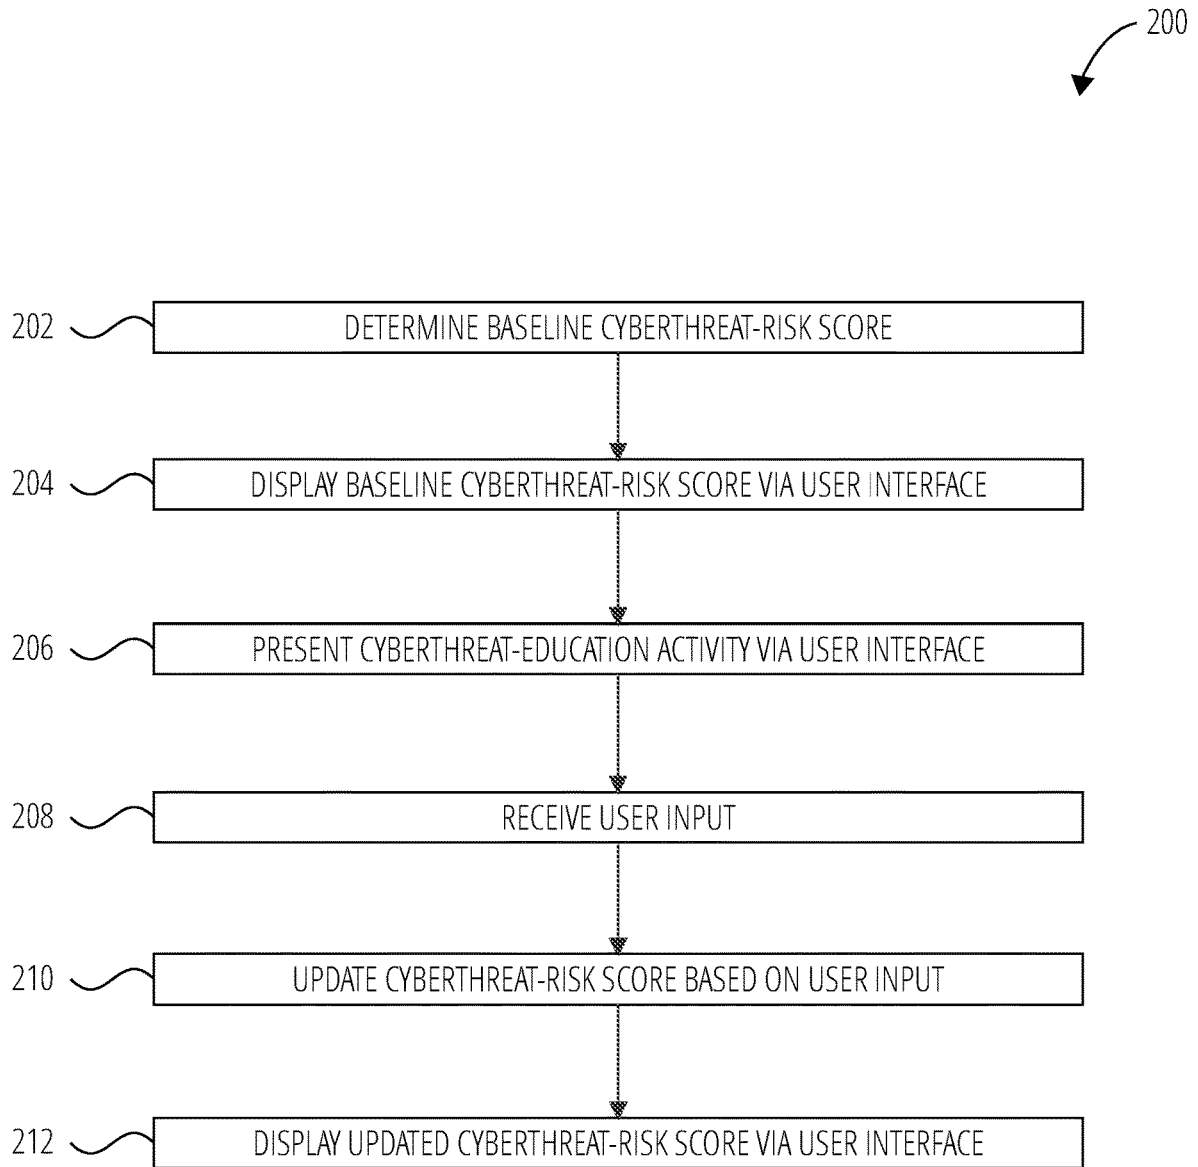 200
202 DETERMINE BASELINE CYBERTHREAT-RISK SCORE
204 DISPLAY BASELINE CYBERTHREAT-RISK SCORE VIA USER INTERFACE
206 PRESENT CYBERTHREAT-EDUCATION ACTIVITY VIA USER INTERFACE
208 RECEIVE USER INPUT
210 UPDATE CYBERTHREAT-RISK SCORE BASED ON USER INPUT
212 DISPLAY UPDATED CYBERTHREAT-RISK SCORE VIA USER INTERFACE